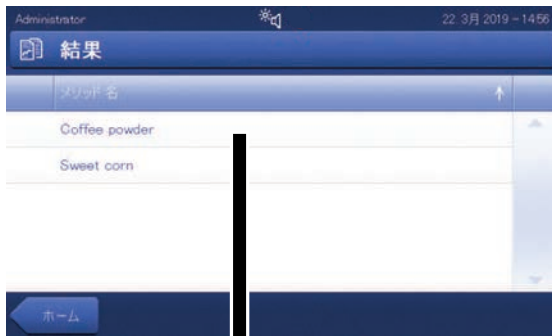 Administrator 22. 3月 2019 - 14:56
結果
メソッド名
Coffee powder
Sweet corn
ホーム